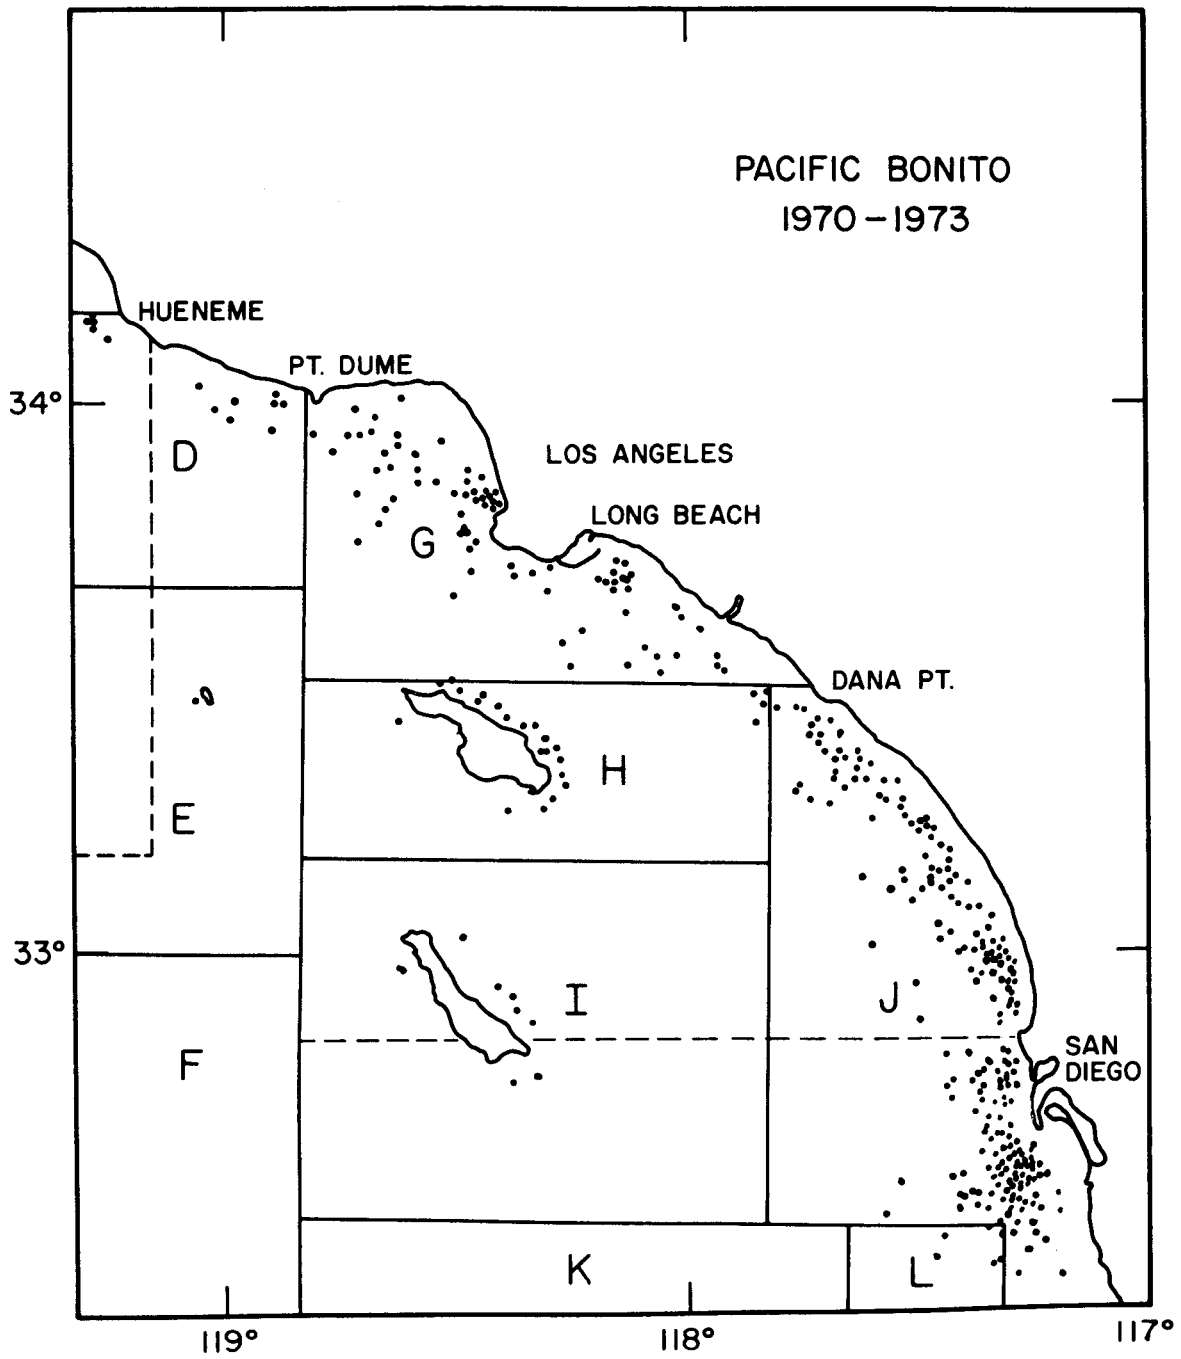 PACIFIC BONITO
1970–1973
HUENEME
PT. DUME
34°
D
LOS ANGELES
LONG BEACH
G
DANA PT.
H
E
33°
I
J
F
SAN
DIEGO
K
L
119°
118°
117°